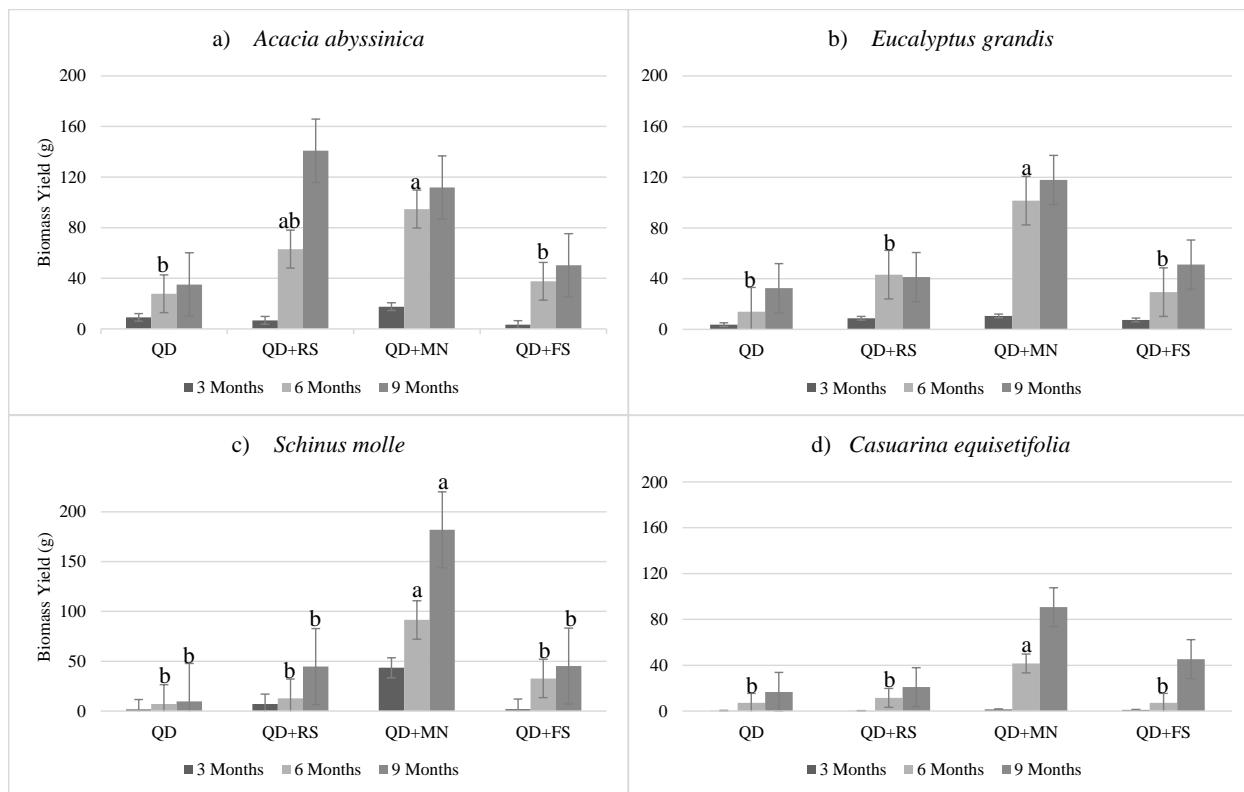 a) Acacia abyssinica
200
160
120
80
40
0
Biomass Yield (g)
b
ab
a
b
QD QD+RS QD+MN QD+FS
3 Months 6 Months 9 Months
b) Eucalyptus grandis
200
160
120
80
40
0
b
b
a
b
QD QD+RS QD+MN QD+FS
3 Months 6 Months 9 Months
c) Schinus molle
200
150
100
50
0
Biomass Yield (g)
b b
b b
a a
b b
QD QD+RS QD+MN QD+FS
3 Months 6 Months 9 Months
d) Casuarina equisetifolia
200
160
120
80
40
0
b
b
a
b
QD QD+RS QD+MN QD+FS
3 Months 6 Months 9 Months